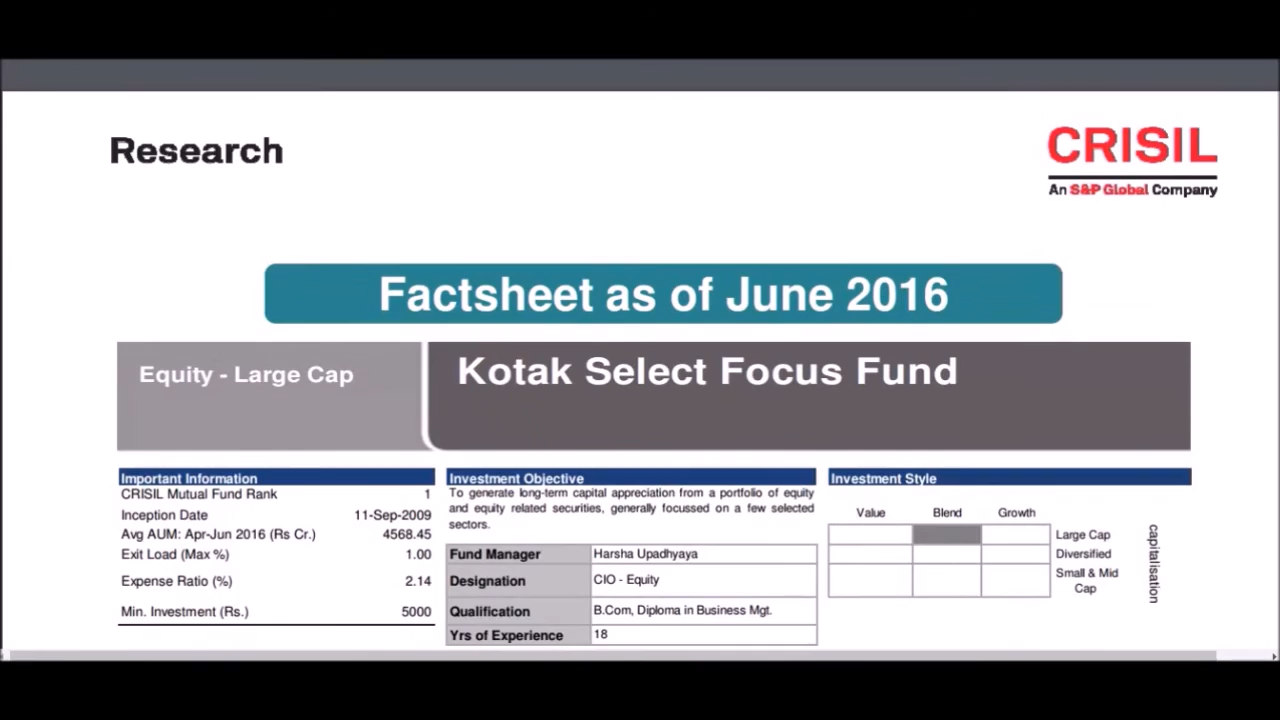 Research
CRISIL
An S&P Global Company
Factsheet as of June 2016
Equity - Large Cap
Kotak Select Focus Fund
Important Information
CRISIL Mutual Fund Rank 1
Inception Date 11-Sep-2009
Avg AUM: Apr-Jun 2016 (Rs Cr.) 4568.45
Exit Load (Max %) 1.00
Expense Ratio (%) 2.14
Min. Investment (Rs.) 5000
Investment Objective
To generate long-term capital appreciation from a portfolio of equity
and equity related securities, generally focussed on a few selected
sectors.
Fund Manager Harsha Upadhyaya
Designation CIO - Equity
Qualification B.Com, Diploma in Business Mgt.
Yrs of Experience 18
Investment Style
Value Blend Growth
Large Cap
Diversified
Small & Mid
Cap
capitalisation